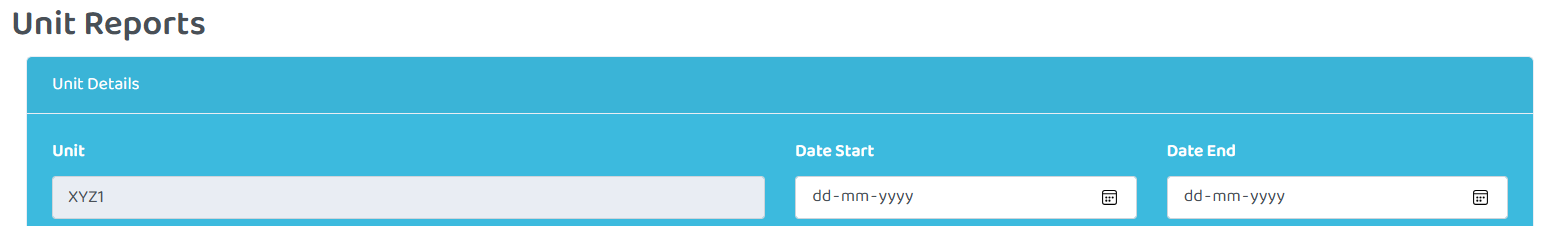 Unit Reports
Unit Details
Unit Date Start Date End
XYZ1 dd-mm-yyyy dd-mm-yyyy